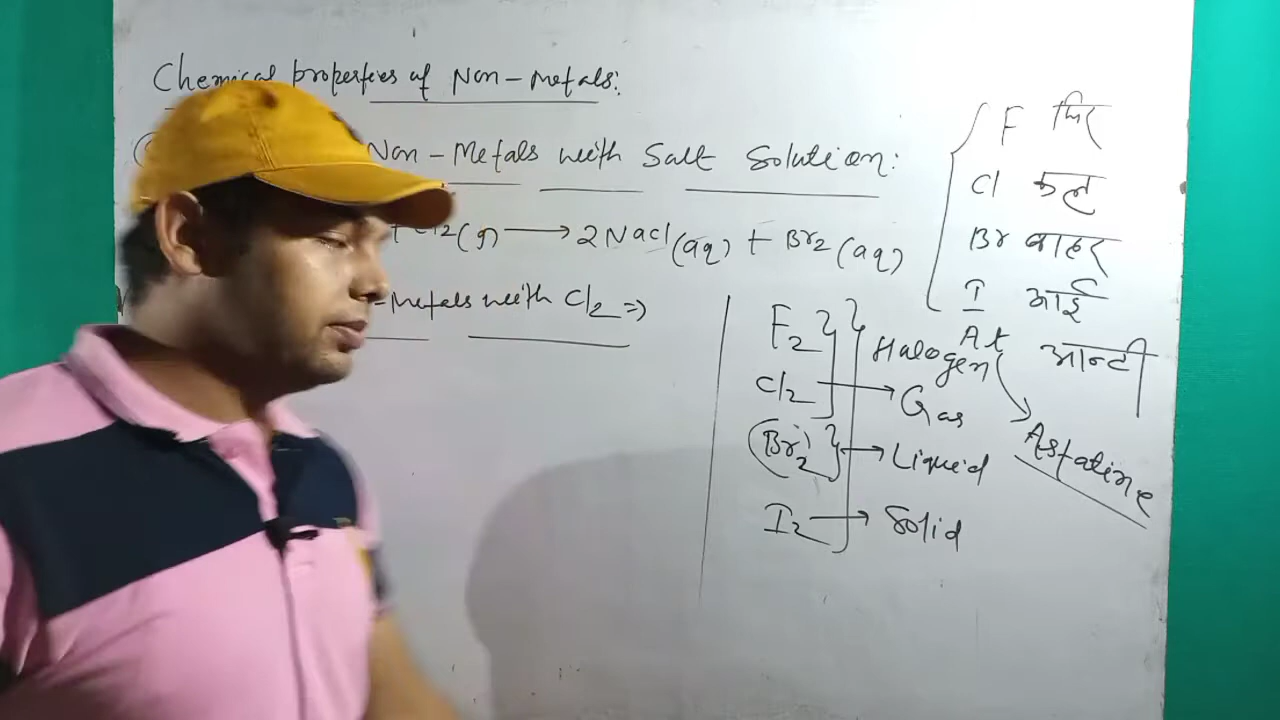 Chemical properties of Non-Metals:
Non-Metals with Salt Solution:
+ Cl2(g) → 2NaCl(aq) + Br2(aq)
-Metals with Cl2 =>
F फिर
Cl कल
Br बाहर
I आई
At आन्टी
Astatine
F2
Halogen
Cl2 → Gas
Br2 → Liquid
I2 → Solid